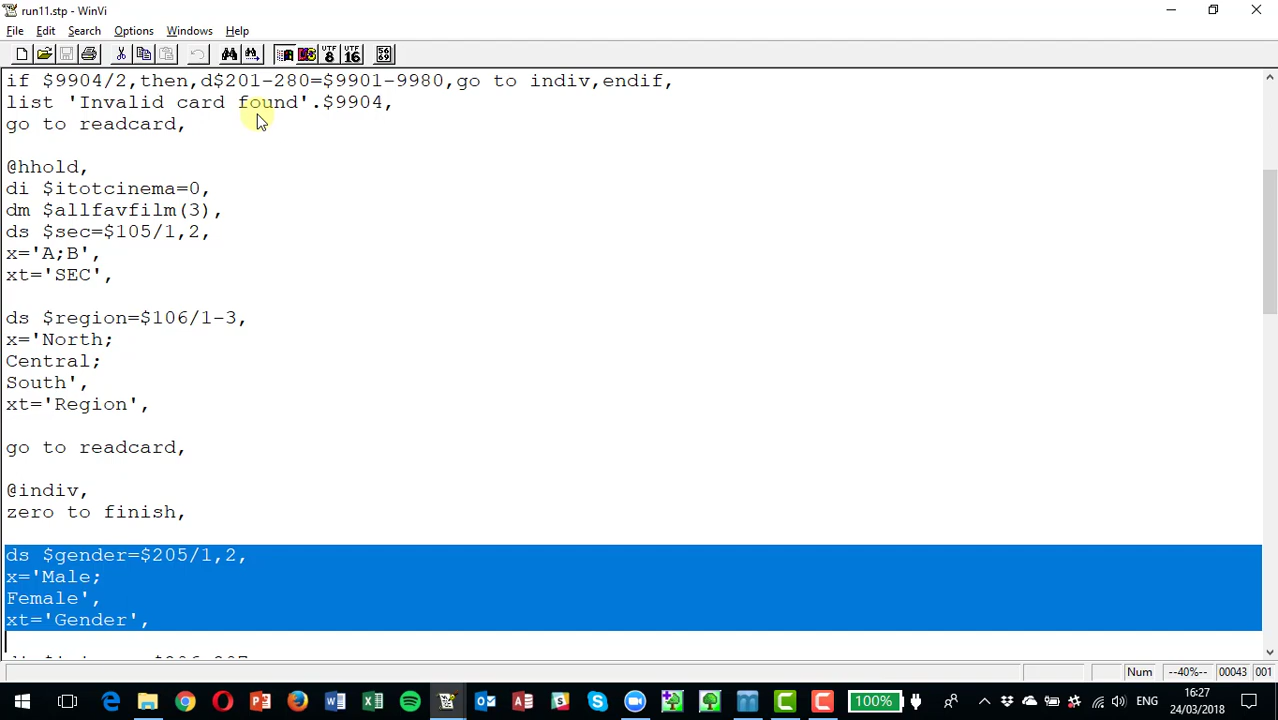 run11.stp - WinVi
File Edit Search Options Windows Help
UTF 8 UTF 16
if $9904/2,then,d$201-280=$9901-9980,go to indiv,endif,
list 'Invalid card found'.$9904,
go to readcard,
@hhold,
di $itotcinema=0,
dm $allfavfilm(3),
ds $sec=$105/1,2,
x='A;B',
xt='SEC',
ds $region=$106/1-3,
x='North;
Central;
South',
xt='Region',
go to readcard,
@indiv,
zero to finish,
ds $gender=$205/1,2,
x='Male;
Female',
xt='Gender',
Num --40%-- 00043 001
100% ENG 16:27
24/03/2018